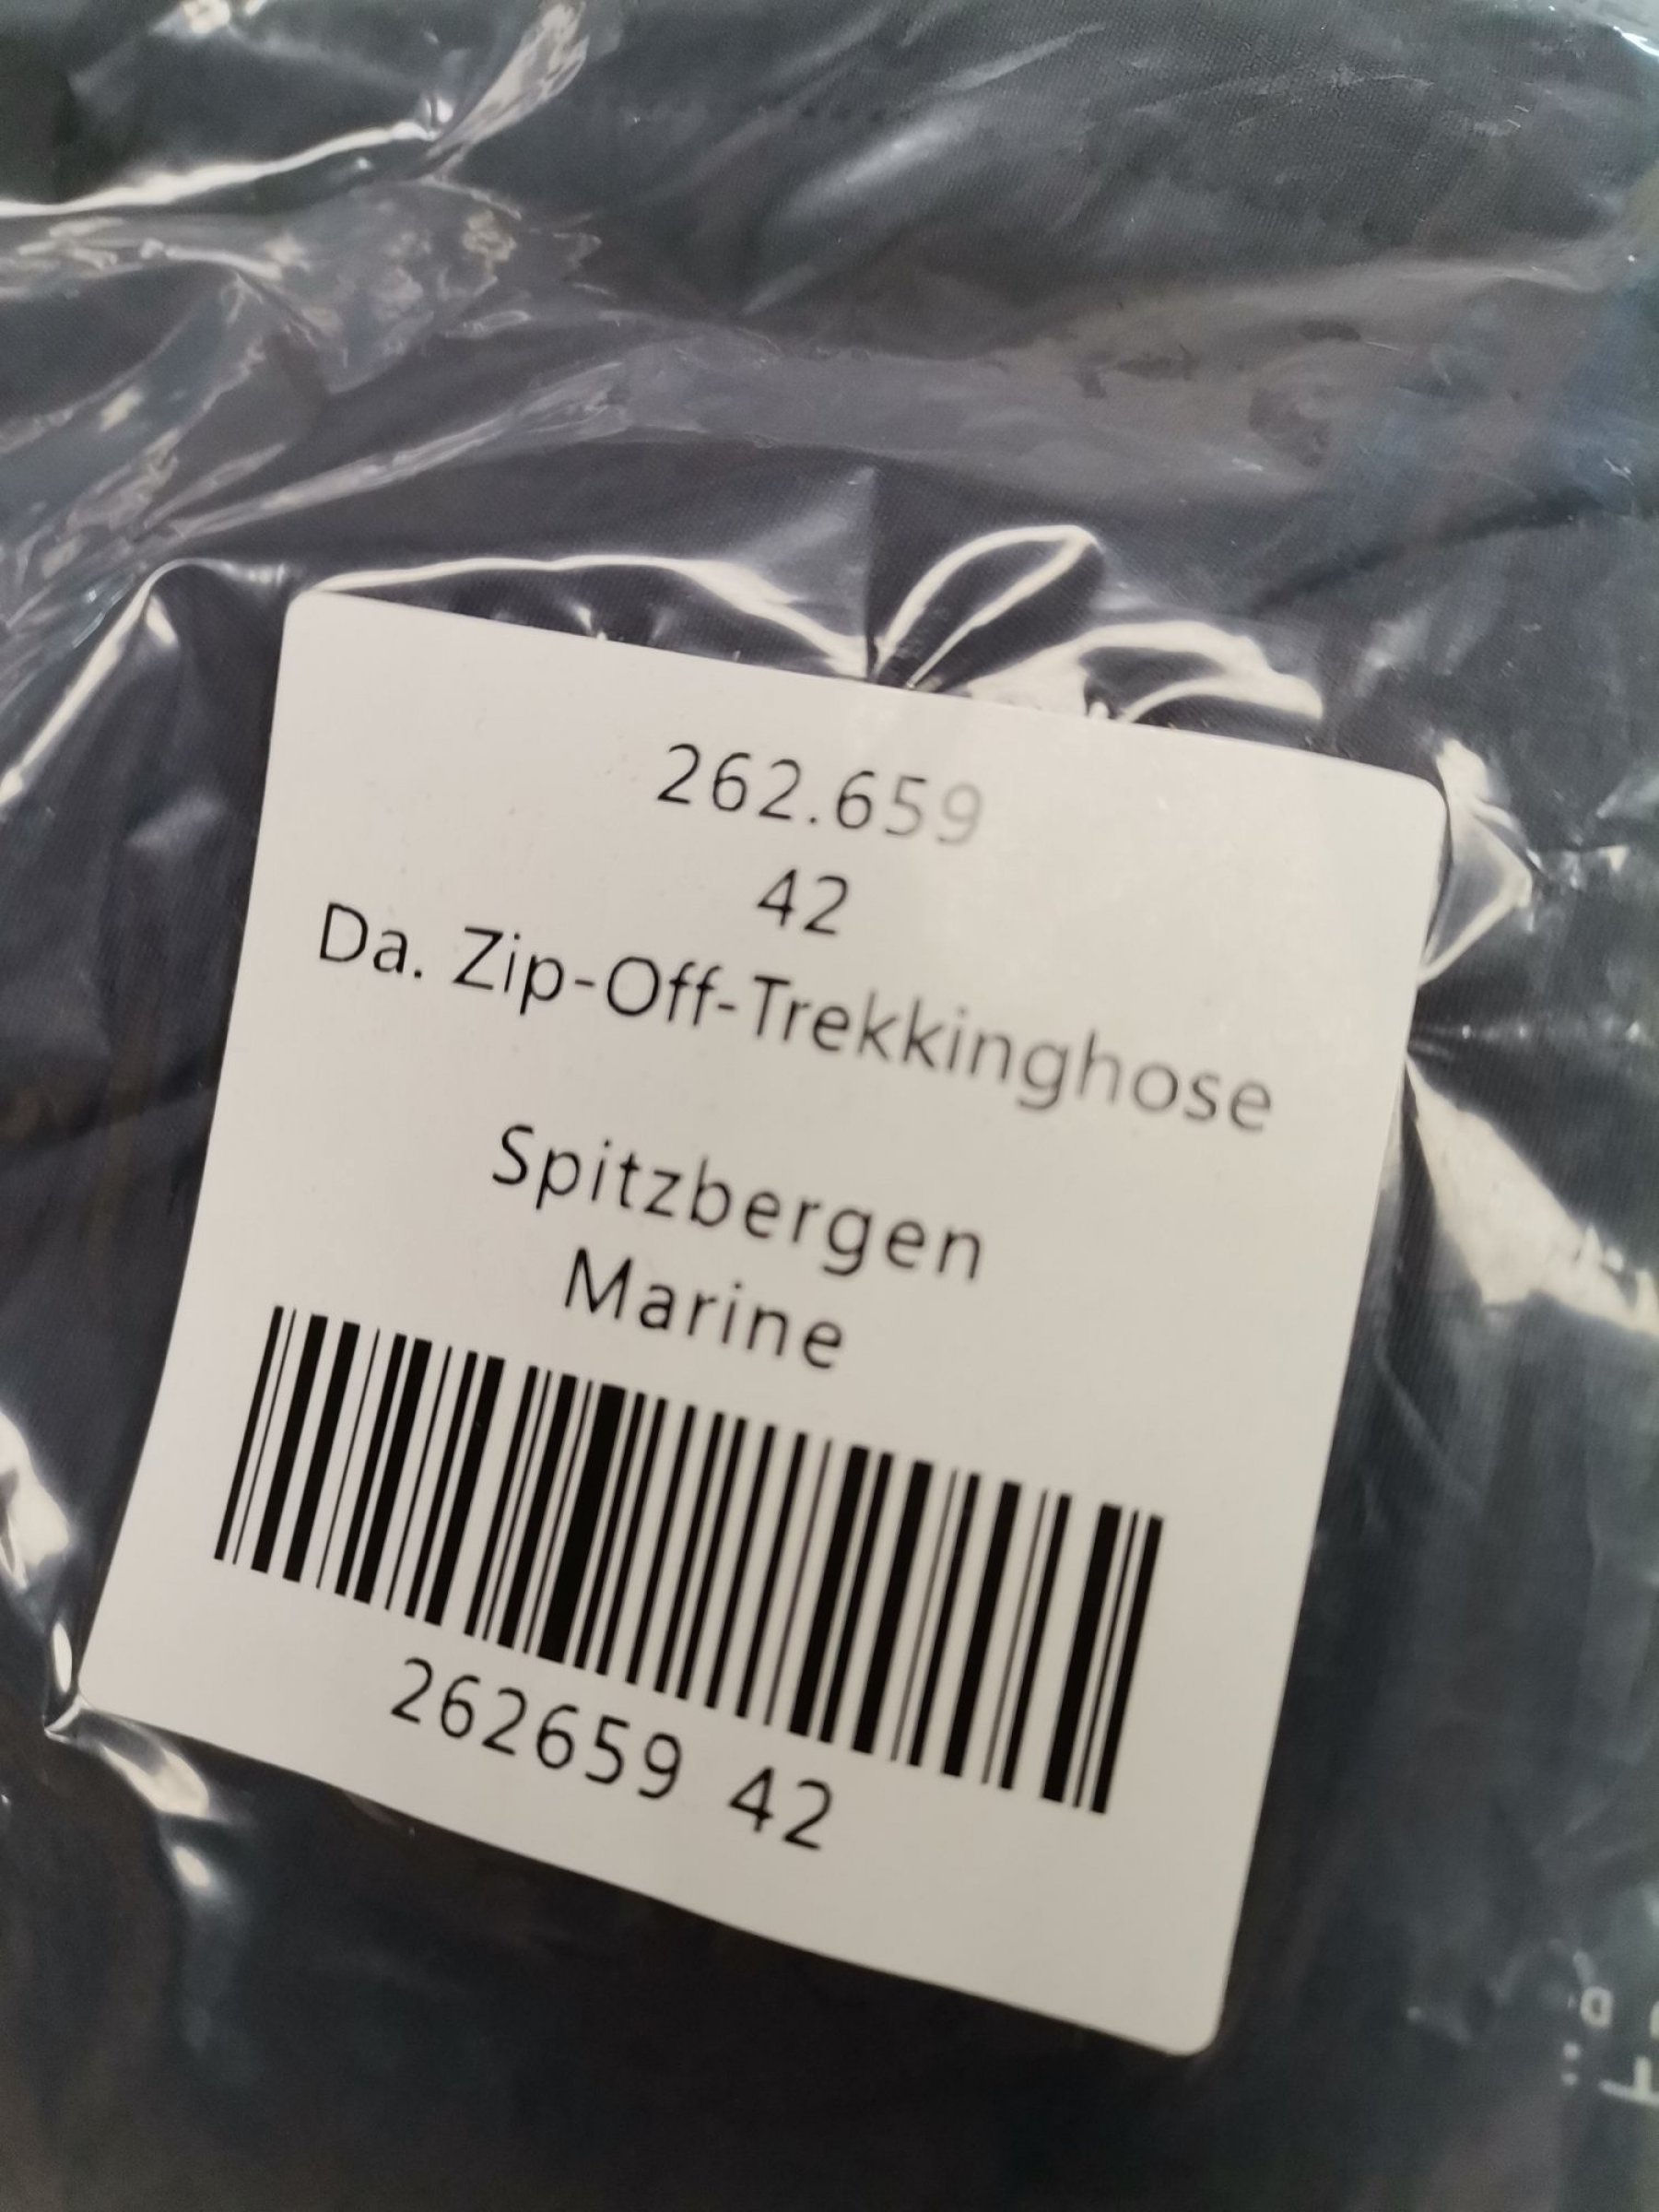 262.659
42
Da. Zip-Off-Trekkinghose
Spitzbergen
Marine
262659 42